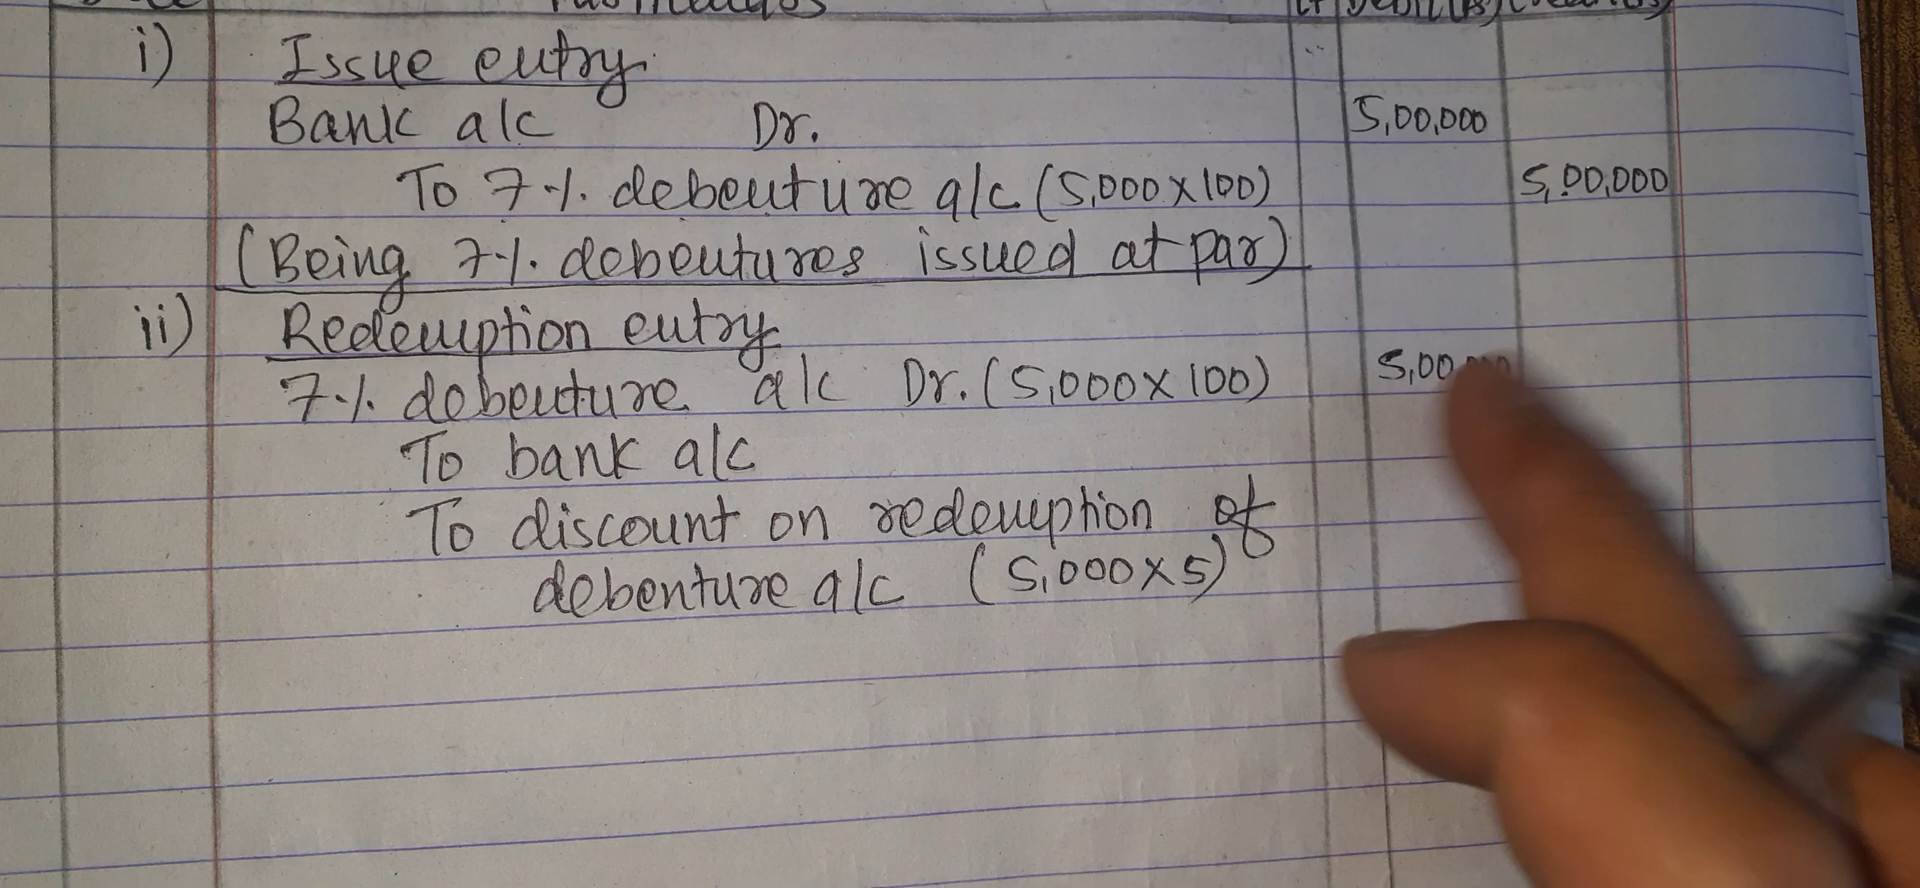 i) Issue entry
Bank a/c Dr. 5,00,000
To 7 % debenture a/c (5,000 x 100) 5,00,000
(Being 7 % debentures issued at par)
ii) Redemption entry
7 % debenture a/c Dr. (5,000 x 100)
To bank a/c
To discount on redemption of
debenture a/c (5,000 x 5)